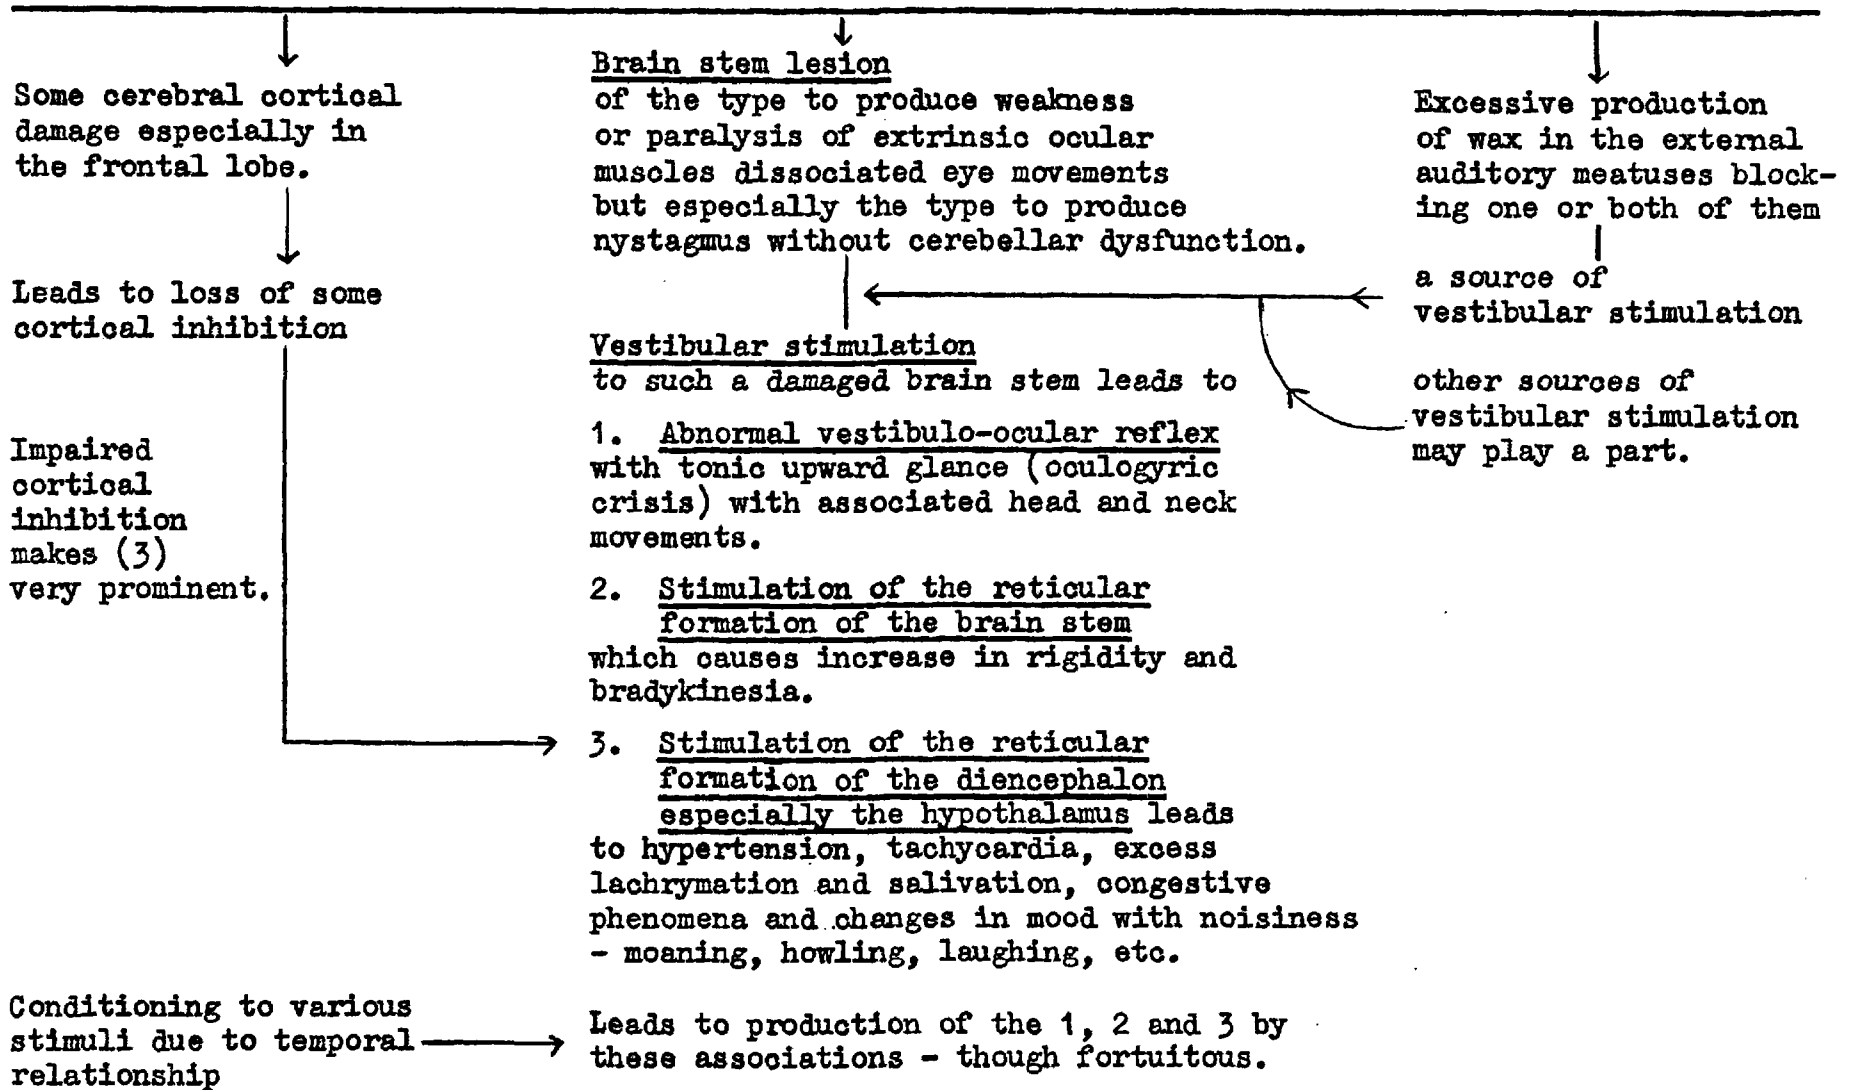 Some cerebral cortical
damage especially in
the frontal lobe.
Leads to loss of some
cortical inhibition
Impaired
cortical
inhibition
makes (3)
very prominent.
Brain stem lesion
of the type to produce weakness
or paralysis of extrinsic ocular
muscles dissociated eye movements
but especially the type to produce
nystagmus without cerebellar dysfunction.
Vestibular stimulation
to such a damaged brain stem leads to
1. Abnormal vestibulo-ocular reflex
with tonic upward glance (oculogyric
crisis) with associated head and neck
movements.
2. Stimulation of the reticular
formation of the brain stem
which causes increase in rigidity and
bradykinesia.
3. Stimulation of the reticular
formation of the diencephalon
especially the hypothalamus leads
to hypertension, tachycardia, excess
lachrymation and salivation, congestive
phenomena and changes in mood with noisiness
- moaning, howling, laughing, etc.
Excessive production
of wax in the external
auditory meatuses block-
ing one or both of them
a source of
vestibular stimulation
other sources of
vestibular stimulation
may play a part.
Conditioning to various
stimuli due to temporal
relationship
Leads to production of the 1, 2 and 3 by
these associations - though fortuitous.